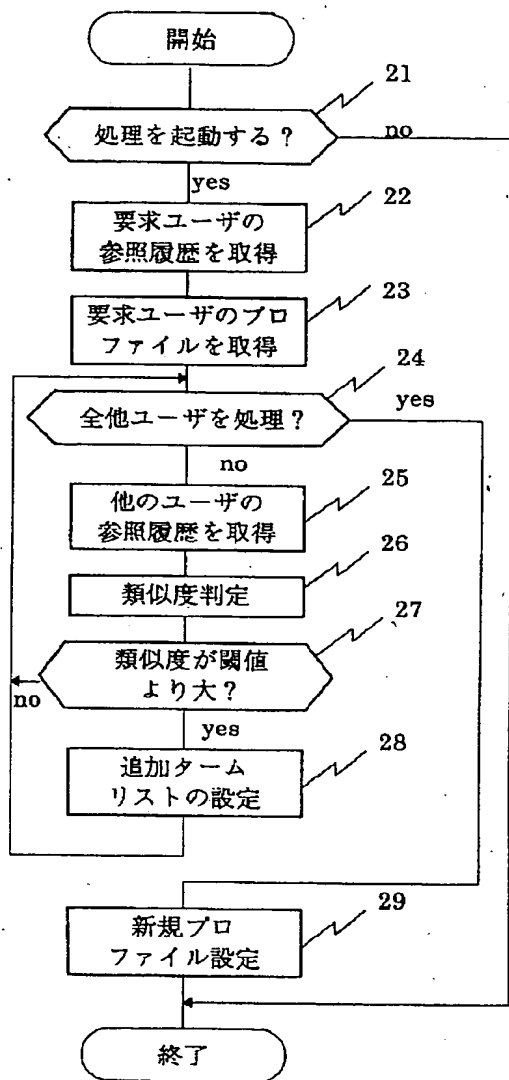 開始
21
処理を起動する?
no
yes
22
要求ユーザの
参照履歴を取得
23
要求ユーザのプロ
ファイルを取得
24
全他ユーザを処理?
yes
no
25
他のユーザの
参照履歴を取得
26
類似度判定
27
類似度が閾値
より大?
no
yes
28
追加ターム
リストの設定
29
新規プロ
ファイル設定
終了